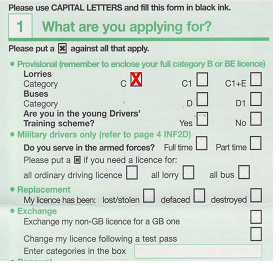 Please use CAPITAL LETTERS and fill this form in black ink.
1 What are you applying for?
Please put a ☒ against all that apply.
• Provisional (remember to enclose your full category B or BE licence)
Lorries
Category C X C1 C1+E
Buses
Category D D1
Are you in the young Drivers'
Training scheme? Yes No
• Military drivers only (refer to page 4 INF2D)
Do you serve in the armed forces? Full time Part time
Please put a ☒ if you need a licence for:
all ordinary driving licence all lorry all bus
• Replacement
My licence has been: lost/stolen defaced destroyed
• Exchange
Exchange my non-GB licence for a GB one
Change my licence following a test pass
Enter categories in the box